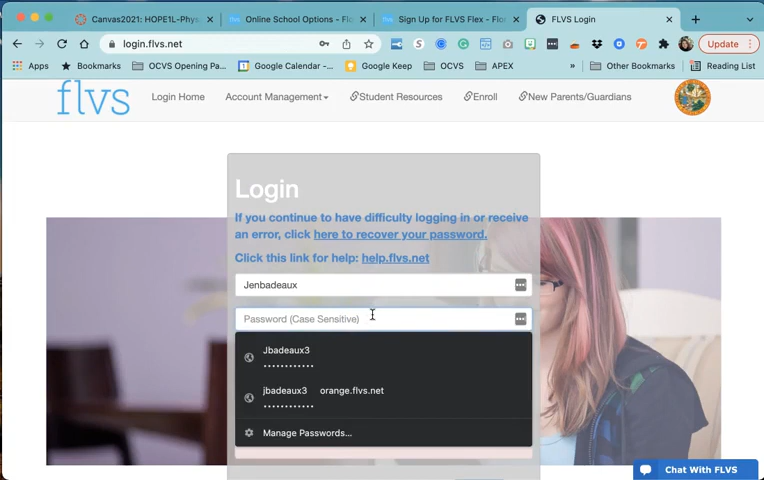 Canvas2021: HOPE1L-Phys
Online School Options - Flo
Sign Up for FLVS Flex - Flor
FLVS Login
login.flvs.net
Update
Apps
Bookmarks
OCVS Opening Pa...
Google Calendar -...
Google Keep
OCVS
APEX
»
Other Bookmarks
Reading List
flvs
Login Home
Account Management
Student Resources
Enroll
New Parents/Guardians
Login
If you continue to have difficulty logging in or receive
an error, click here to recover your password.
Click this link for help: help.flvs.net
Jenbadeaux
Password (Case Sensitive)
Jbadeaux3
••••••••••••
jbadeaux3 orange.flvs.net
••••••••••••
Manage Passwords...
Chat With FLVS